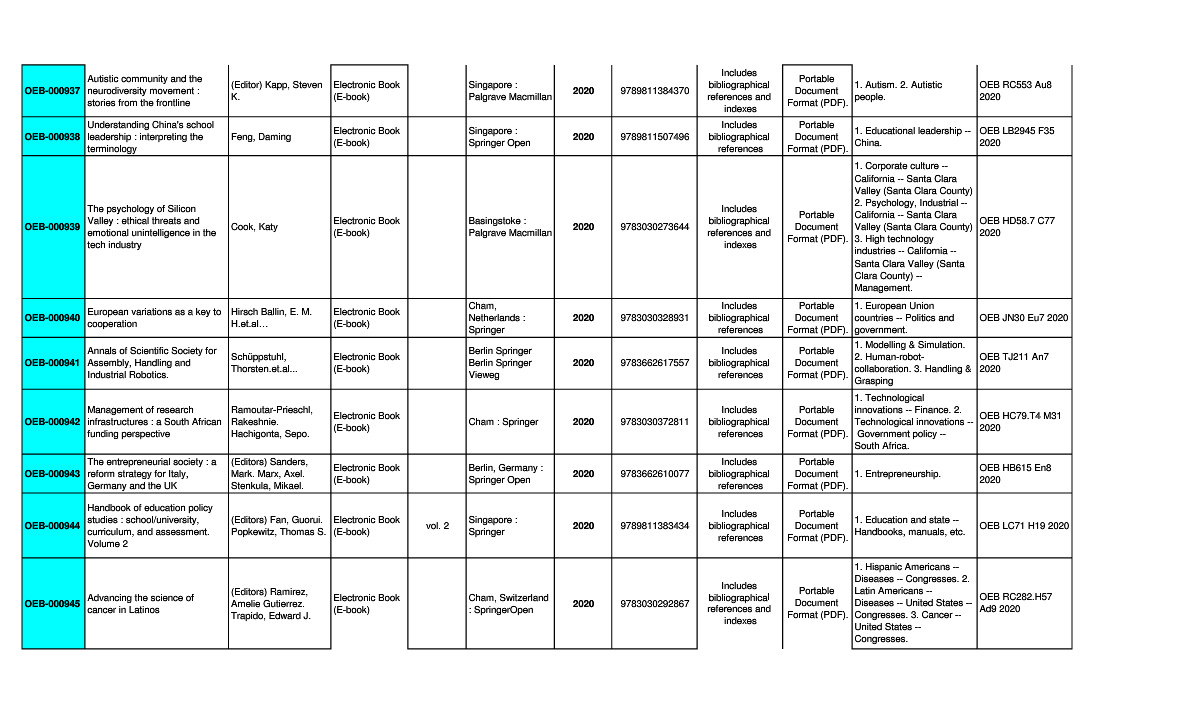 OEB-000937
Autistic community and the
neurodiversity movement :
stories from the frontline
(Editor) Kapp, Steven
K.
Electronic Book
(E-book)
Singapore :
Palgrave Macmillan
2020
9789811384370
Includes
bibliographical
references and
indexes
Portable
Document
Format (PDF).
1. Autism. 2. Autistic
people.
OEB RC553 Au8
2020
OEB-000938
Understanding China's school
leadership : interpreting the
terminology
Feng, Daming
Electronic Book
(E-book)
Singapore :
Springer Open
2020
9789811507496
Includes
bibliographical
references
Portable
Document
Format (PDF).
1. Educational leadership --
China.
OEB LB2945 F35
2020
OEB-000939
The psychology of Silicon
Valley : ethical threats and
emotional unintelligence in the
tech industry
Cook, Katy
Electronic Book
(E-book)
Basingstoke :
Palgrave Macmillan
2020
9783030273644
Includes
bibliographical
references and
indexes
Portable
Document
Format (PDF).
1. Corporate culture --
California -- Santa Clara
Valley (Santa Clara County)
2. Psychology, Industrial --
California -- Santa Clara
Valley (Santa Clara County)
3. High technology
industries -- California --
Santa Clara Valley (Santa
Clara County) --
Management.
OEB HD58.7 C77
2020
OEB-000940
European variations as a key to
cooperation
Hirsch Ballin, E. M.
H.et.al...
Electronic Book
(E-book)
Cham,
Netherlands :
Springer
2020
9783030328931
Includes
bibliographical
references
Portable
Document
Format (PDF).
1. European Union
countries -- Politics and
government.
OEB JN30 Eu7 2020
OEB-000941
Annals of Scientific Society for
Assembly, Handling and
Industrial Robotics.
Schüppstuhl,
Thorsten.et.al...
Electronic Book
(E-book)
Berlin Springer
Berlin Springer
Vieweg
2020
9783662617557
Includes
bibliographical
references
Portable
Document
Format (PDF).
1. Modelling & Simulation.
2. Human-robot-
collaboration. 3. Handling &
Grasping
OEB TJ211 An7
2020
OEB-000942
Management of research
infrastructures : a South African
funding perspective
Ramoutar-Prieschl,
Rakeshnie.
Hachigonta, Sepo.
Electronic Book
(E-book)
Cham : Springer
2020
9783030372811
Includes
bibliographical
references
Portable
Document
Format (PDF).
1. Technological
innovations -- Finance. 2.
Technological innovations --
Government policy --
South Africa.
OEB HC79.T4 M31
2020
OEB-000943
The entrepreneurial society : a
reform strategy for Italy,
Germany and the UK
(Editors) Sanders,
Mark. Marx, Axel.
Stenkula, Mikael.
Electronic Book
(E-book)
Berlin, Germany :
Springer Open
2020
9783662610077
Includes
bibliographical
references
Portable
Document
Format (PDF).
1. Entrepreneurship.
OEB HB615 En8
2020
OEB-000944
Handbook of education policy
studies : school/university,
curriculum, and assessment.
Volume 2
(Editors) Fan, Guorui.
Popkewitz, Thomas S.
Electronic Book
(E-book)
vol. 2
Singapore :
Springer
2020
9789811383434
Includes
bibliographical
references
Portable
Document
Format (PDF).
1. Education and state --
Handbooks, manuals, etc.
OEB LC71 H19 2020
OEB-000945
Advancing the science of
cancer in Latinos
(Editors) Ramirez,
Amelie Gutierrez.
Trapido, Edward J.
Electronic Book
(E-book)
Cham, Switzerland
: SpringerOpen
2020
9783030292867
Includes
bibliographical
references and
indexes
Portable
Document
Format (PDF).
1. Hispanic Americans --
Diseases -- Congresses. 2.
Latin Americans --
Diseases -- United States --
Congresses. 3. Cancer --
United States --
Congresses.
OEB RC282.H57
Ad9 2020